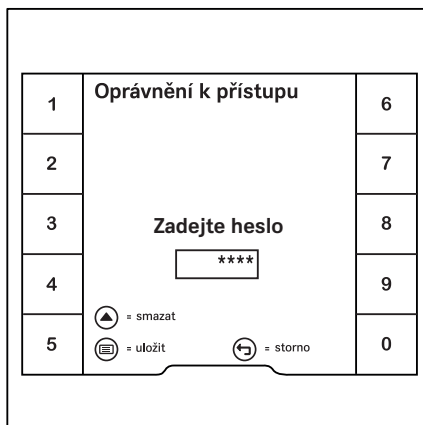 Oprávnění k přístupu
1
2
3
4
5
6
7
8
9
0
Zadejte heslo
****
= smazat
= uložit
= storno